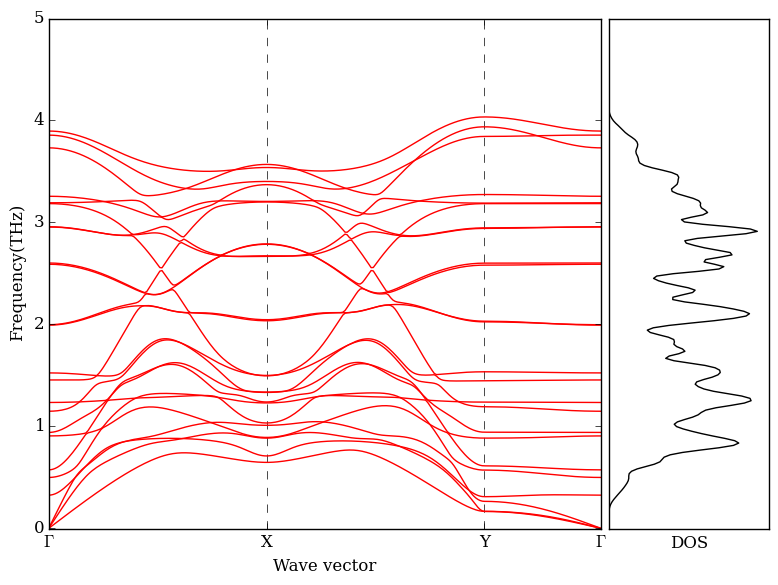 5
4
3
2
1
0
Frequency(THz)
Γ
X
Y
Γ
Wave vector
DOS